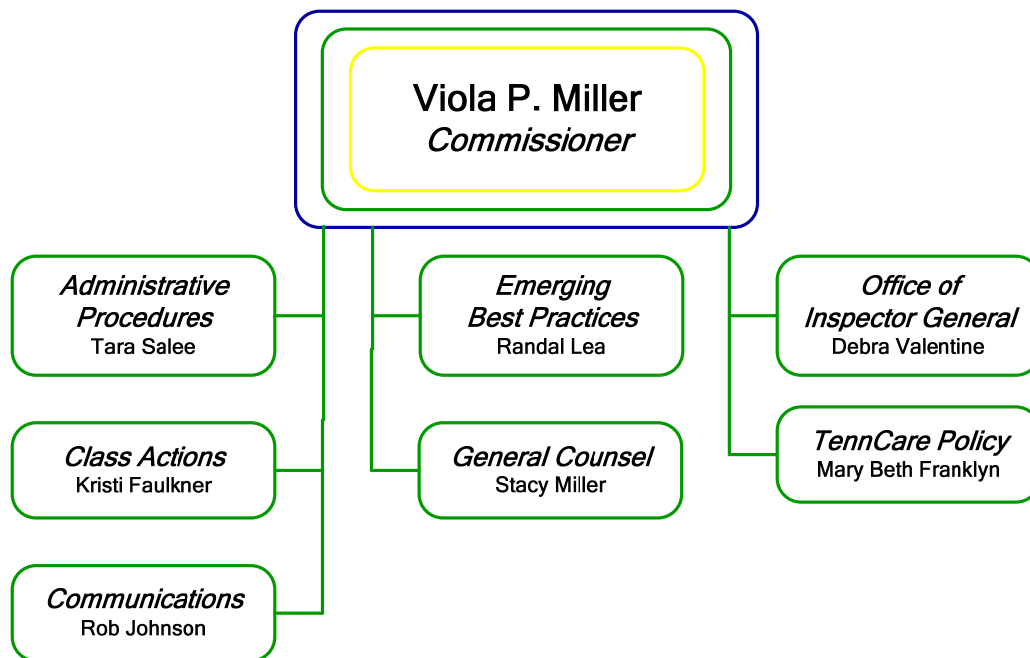 Viola P. Miller
Commissioner
Administrative
Procedures
Tara Salee
Emerging
Best Practices
Randal Lea
Office of
Inspector General
Debra Valentine
Class Actions
Kristi Faulkner
General Counsel
Stacy Miller
TennCare Policy
Mary Beth Franklyn
Communications
Rob Johnson